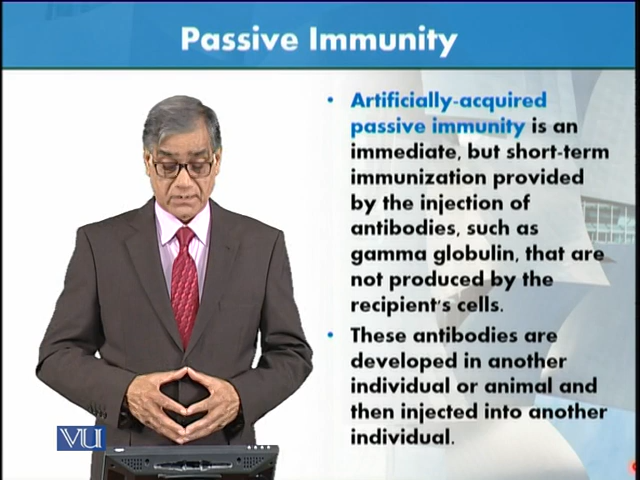 Passive Immunity
• Artificially-acquired
passive immunity is an
immediate, but short-term
immunization provided
by the injection of
antibodies, such as
gamma globulin, that are
not produced by the
recipient's cells.
• These antibodies are
developed in another
individual or animal and
then injected into another
individual.
VU